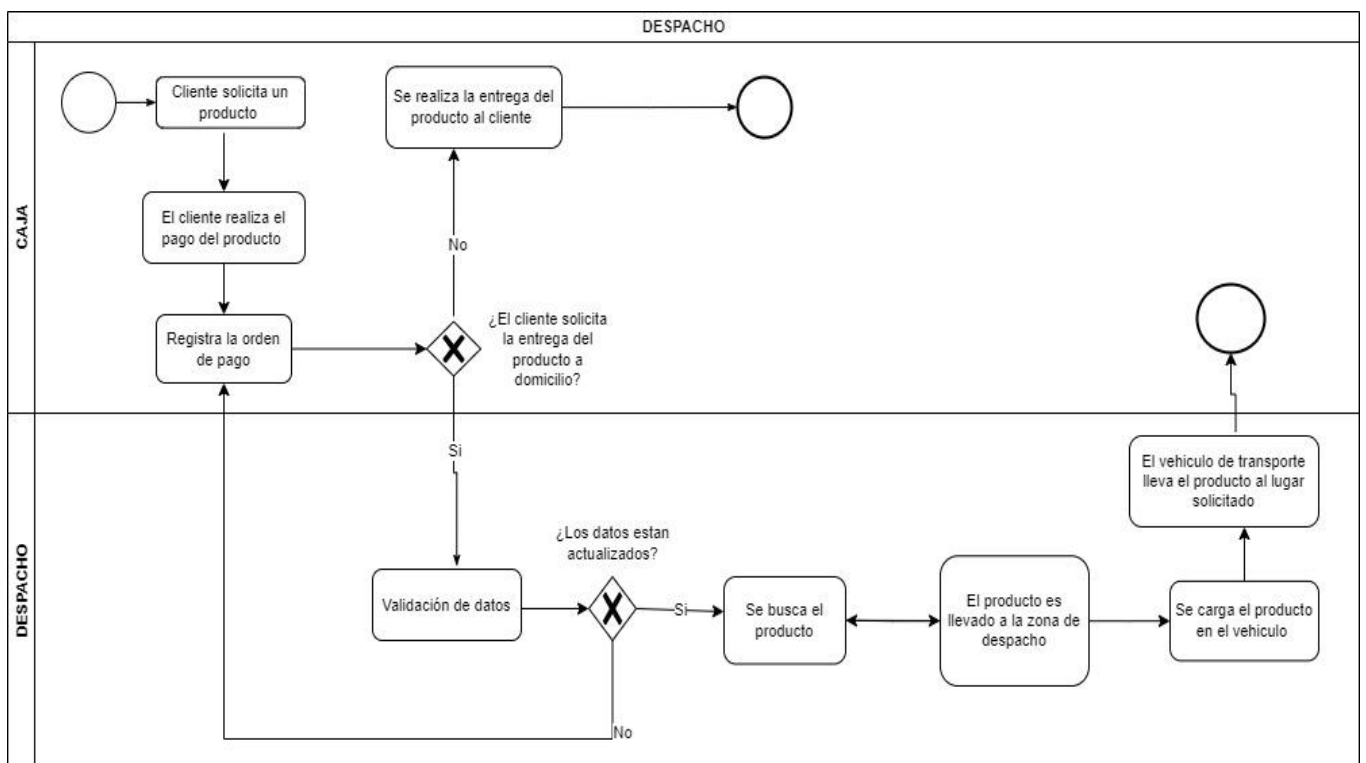 DESPACHO
CAJA
Cliente solicita un
producto
Se realiza la entrega del
producto al cliente
El cliente realiza el
pago del producto
No
Registra la orden
de pago
¿El cliente solicita
la entrega del
producto a
domicilio?
DESPACHO
Si
El vehiculo de transporte
lleva el producto al lugar
solicitado
¿Los datos estan
actualizados?
Validación de datos
Si
Se busca el
producto
El producto es
llevado a la zona de
despacho
Se carga el producto
en el vehiculo
No